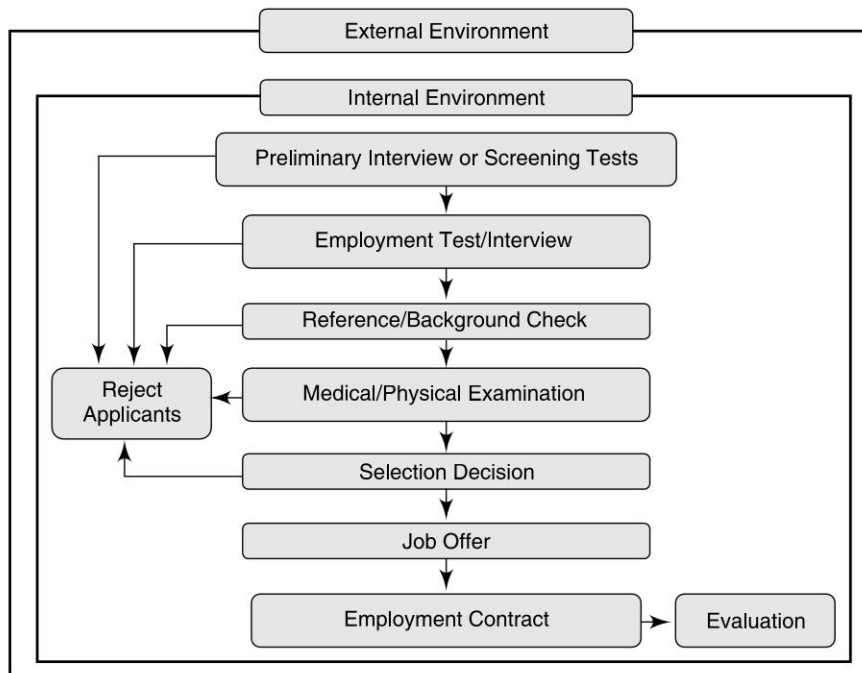 External Environment
Internal Environment
Preliminary Interview or Screening Tests
Employment Test/Interview
Reference/Background Check
Reject
Applicants
Medical/Physical Examination
Selection Decision
Job Offer
Employment Contract
Evaluation